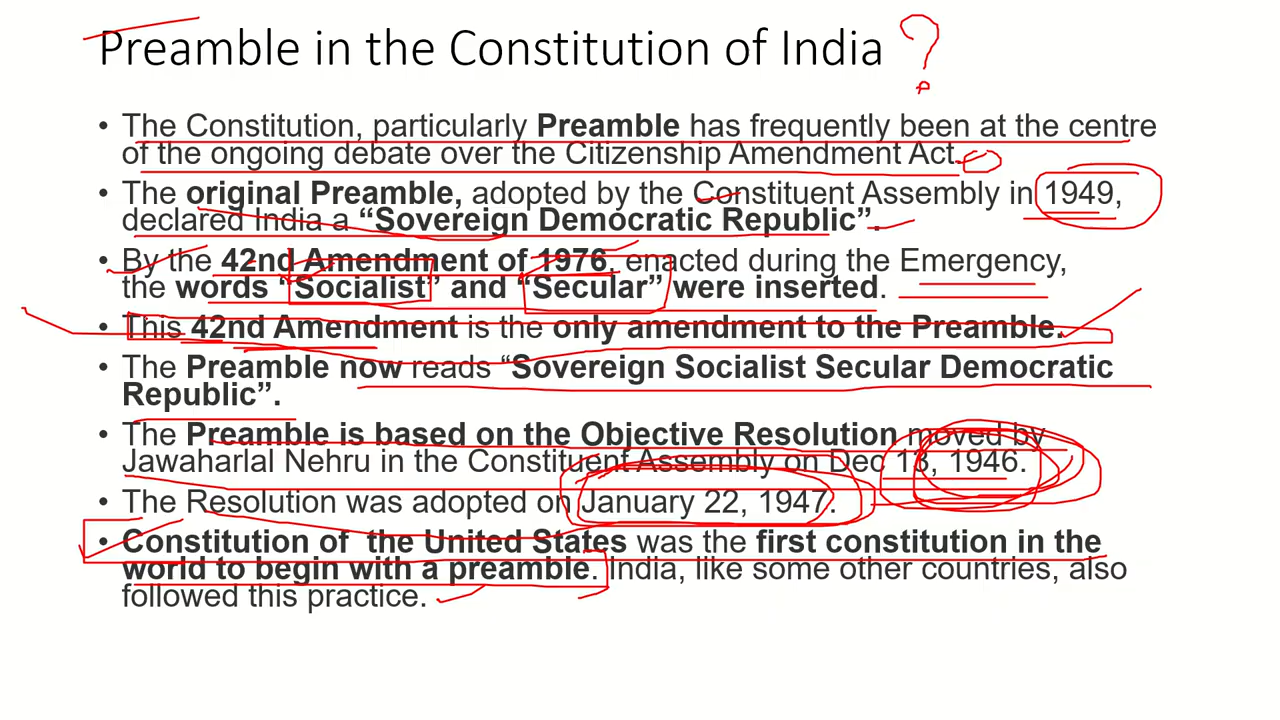 Preamble in the Constitution of India ?
• The Constitution, particularly Preamble has frequently been at the centre
of the ongoing debate over the Citizenship Amendment Act.
• The original Preamble, adopted by the Constituent Assembly in 1949,
declared India a “Sovereign Democratic Republic”.
• By the 42nd Amendment of 1976, enacted during the Emergency,
the words “Socialist” and “Secular” were inserted.
• This 42nd Amendment is the only amendment to the Preamble.
• The Preamble now reads “Sovereign Socialist Secular Democratic
Republic”.
• The Preamble is based on the Objective Resolution moved by
Jawaharlal Nehru in the Constituent Assembly on Dec 13, 1946.
• The Resolution was adopted on January 22, 1947.
• Constitution of the United States was the first constitution in the
world to begin with a preamble. India, like some other countries, also
followed this practice.